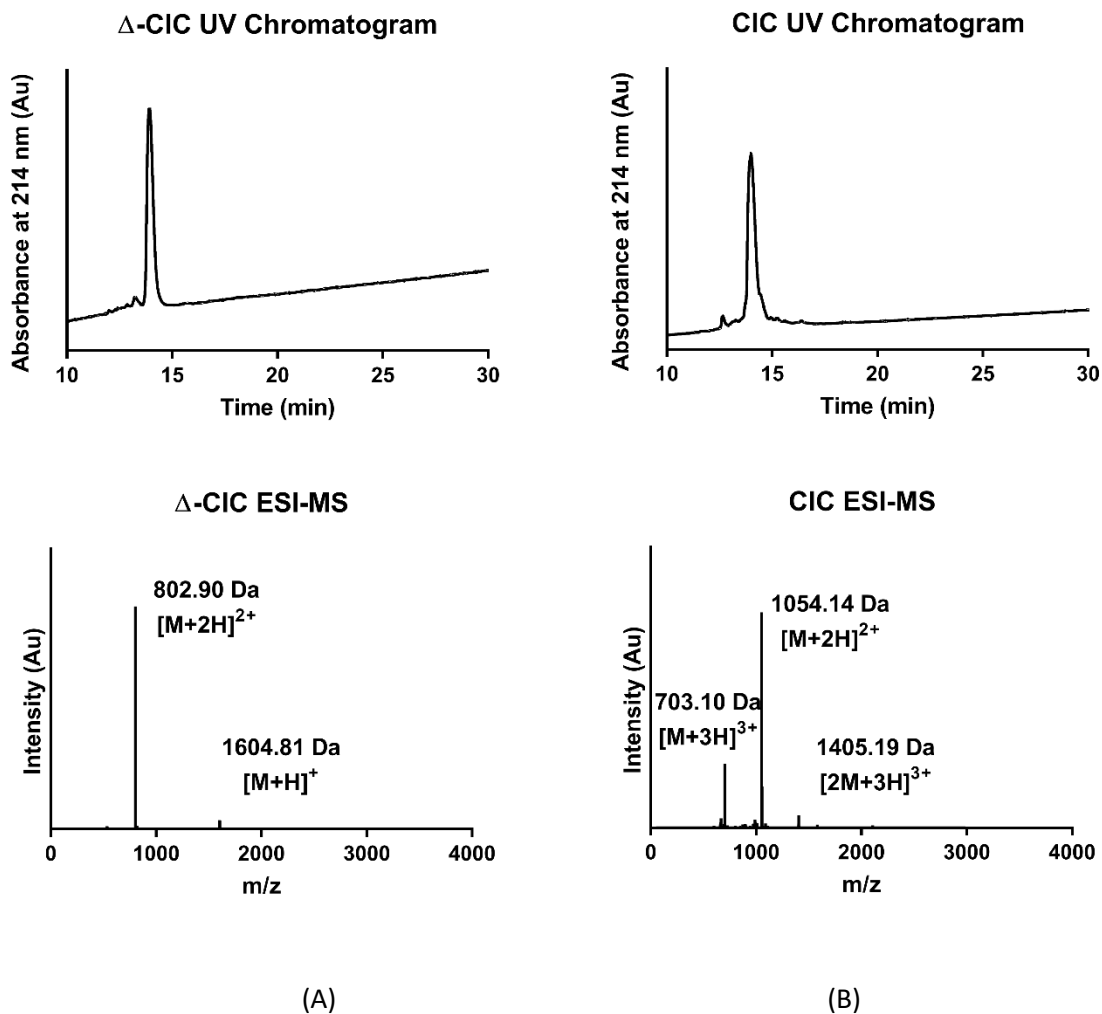 Δ-CIC UV Chromatogram
Absorbance at 214 nm (Au)
10 15 20 25 30
Time (min)
CIC UV Chromatogram
Absorbance at 214 nm (Au)
10 15 20 25 30
Time (min)
Δ-CIC ESI-MS
Intensity (Au)
802.90 Da
[M+2H]²⁺
1604.81 Da
[M+H]⁺
0 1000 2000 3000 4000
m/z
CIC ESI-MS
Intensity (Au)
1054.14 Da
[M+2H]²⁺
703.10 Da
[M+3H]³⁺
1405.19 Da
[2M+3H]³⁺
0 1000 2000 3000 4000
m/z
(A)
(B)